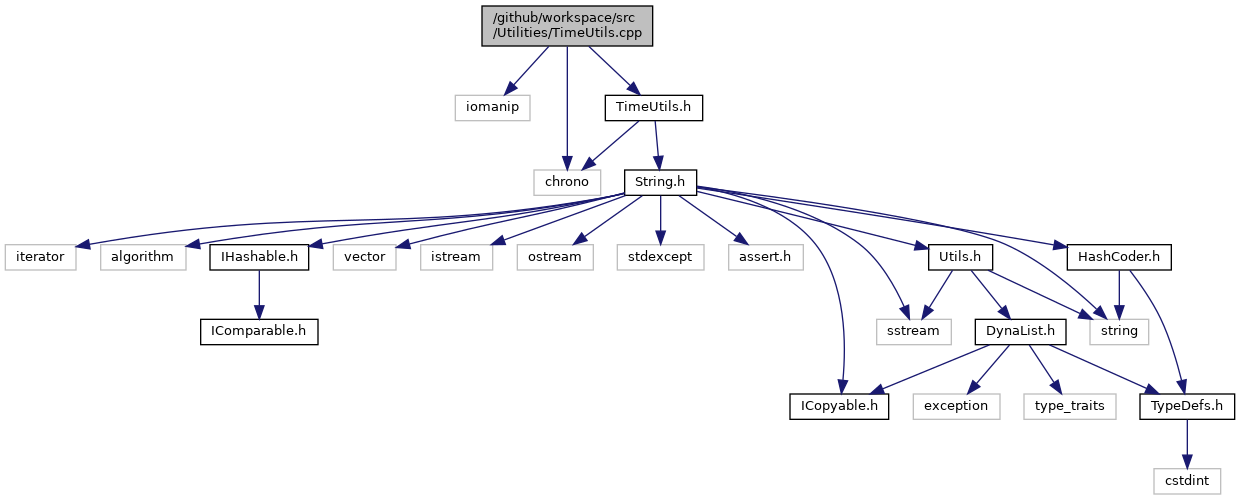 /github/workspace/src
/Utilities/TimeUtils.cpp
iomanip
TimeUtils.h
chrono
String.h
iterator
algorithm
IHashable.h
vector
istream
ostream
stdexcept
assert.h
Utils.h
HashCoder.h
IComparable.h
sstream
DynaList.h
string
ICopyable.h
exception
type_traits
TypeDefs.h
cstdint